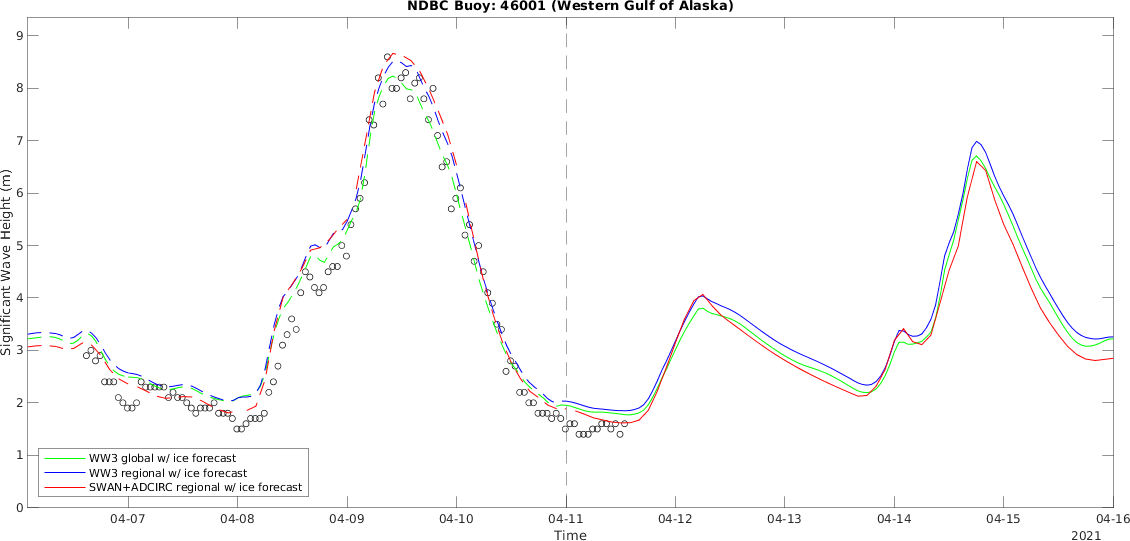 NDBC Buoy: 46001 (Western Gulf of Alaska)
9
8
7
6
5
4
3
2
1
0
Significant Wave Height (m)
WW3 global w/ ice forecast
WW3 regional w/ ice forecast
SWAN+ADCIRC regional w/ ice forecast
04-07 04-08 04-09 04-10 04-11 04-12 04-13 04-14 04-15 04-16
Time
2021